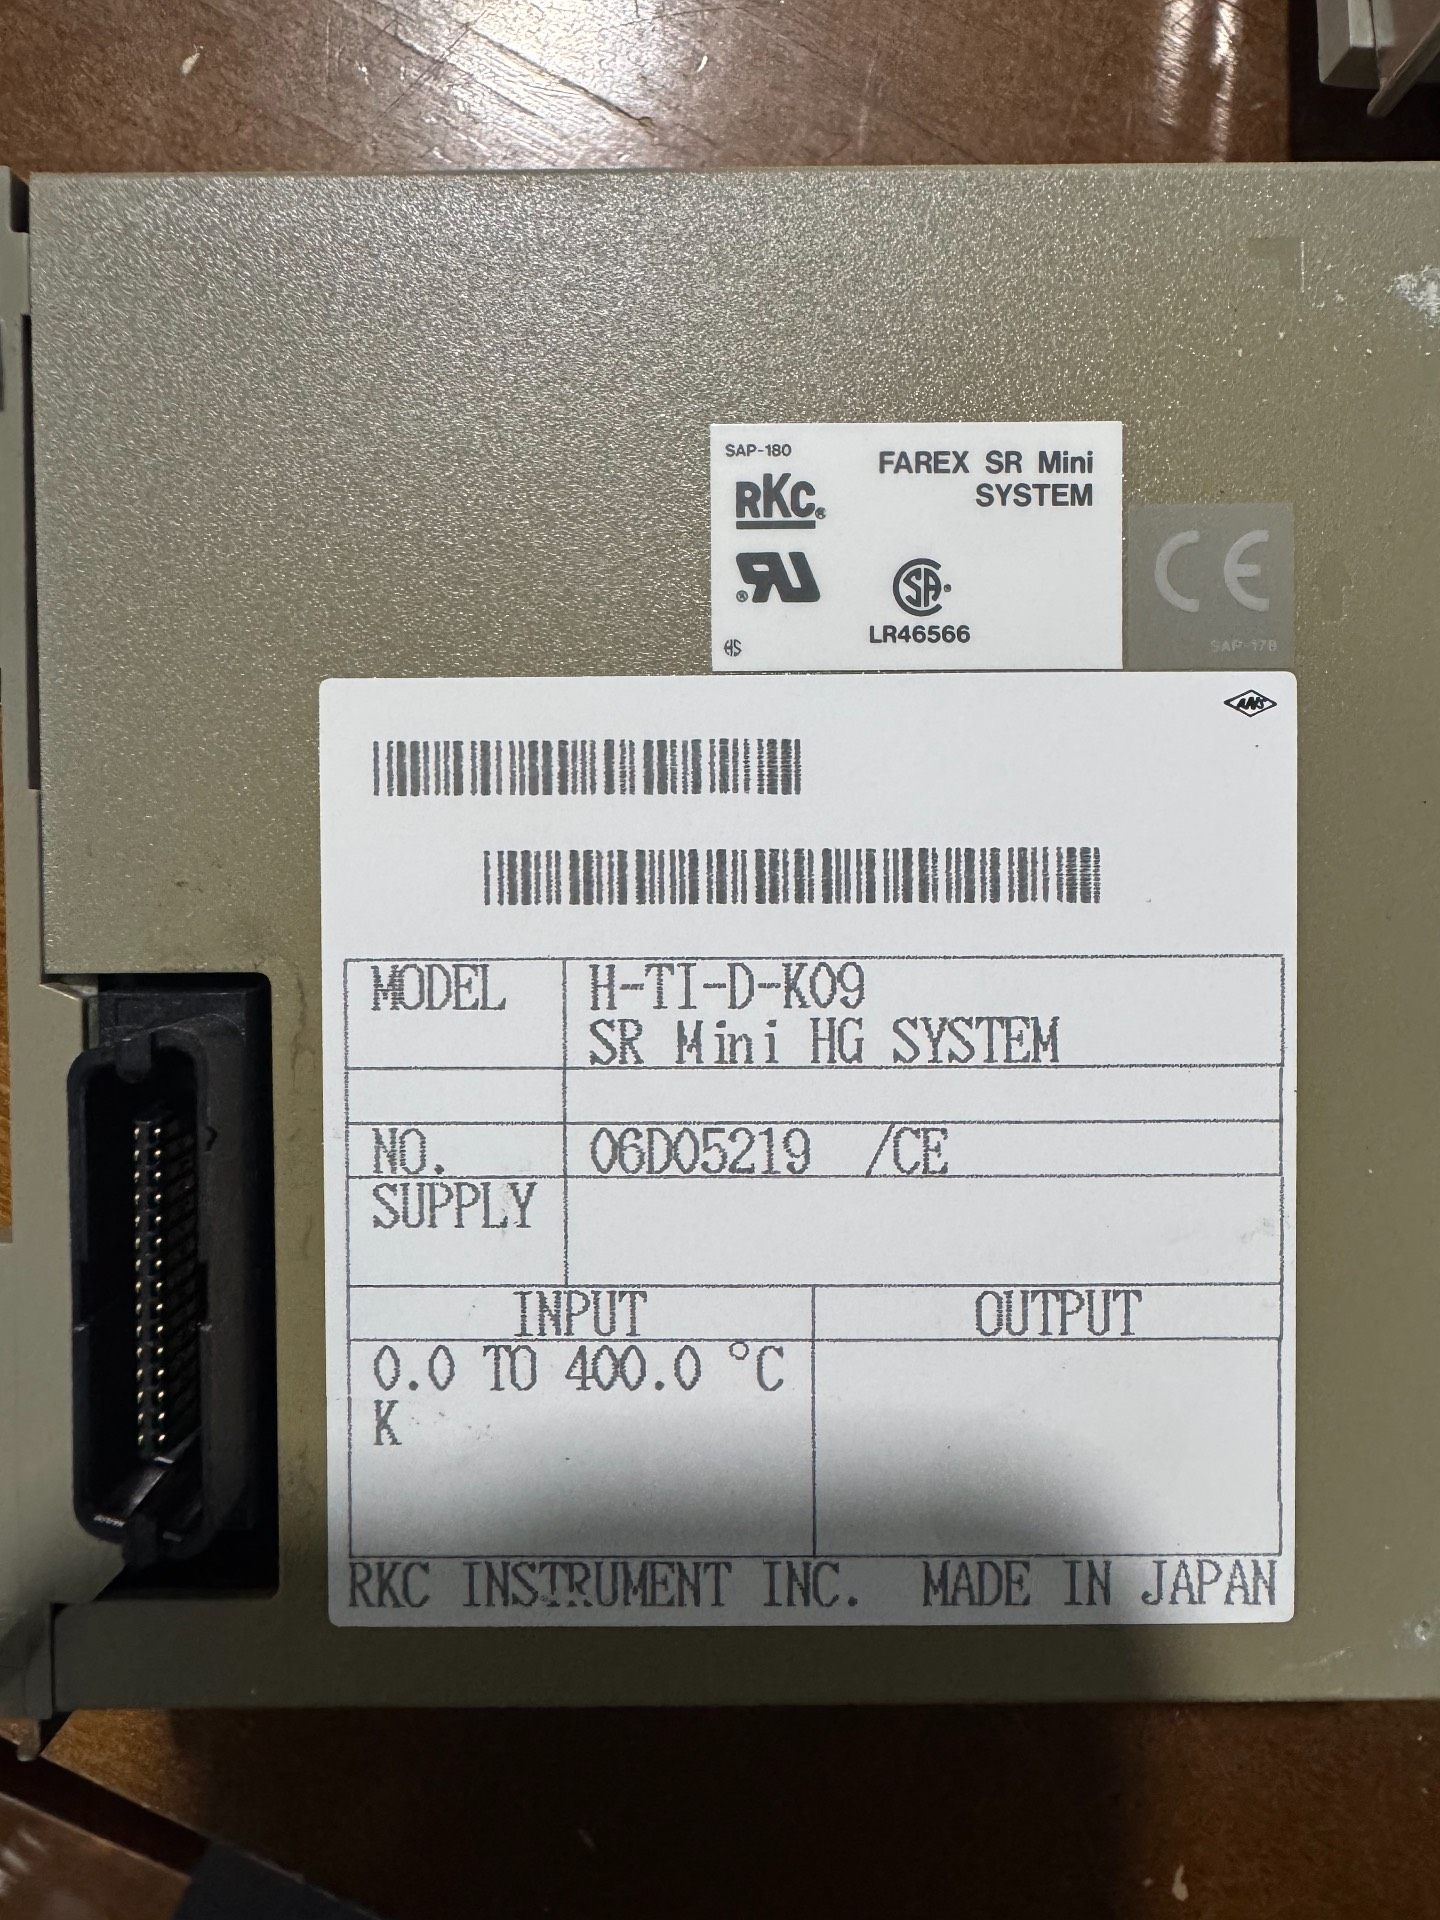 SAP-180
FAREX SR Mini
SYSTEM
RKC®
LR46566
CE
SAP-178
MODEL H-TI-D-K09
SR Mini HG SYSTEM
NO. 06D05219 /CE
SUPPLY
INPUT OUTPUT
0.0 TO 400.0 °C
K
RKC INSTRUMENT INC. MADE IN JAPAN